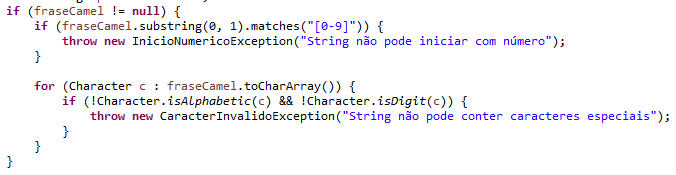 if (fraseCamel != null) {
    if (fraseCamel.substring(0, 1).matches("[0-9]")) {
        throw new InicioNumericoException("String não pode iniciar com número");
    }
    for (Character c : fraseCamel.toCharArray()) {
        if (!Character.isAlphabetic(c) && !Character.isDigit(c)) {
            throw new CaracterInvalidoException("String não pode conter caracteres especiais");
        }
    }
}